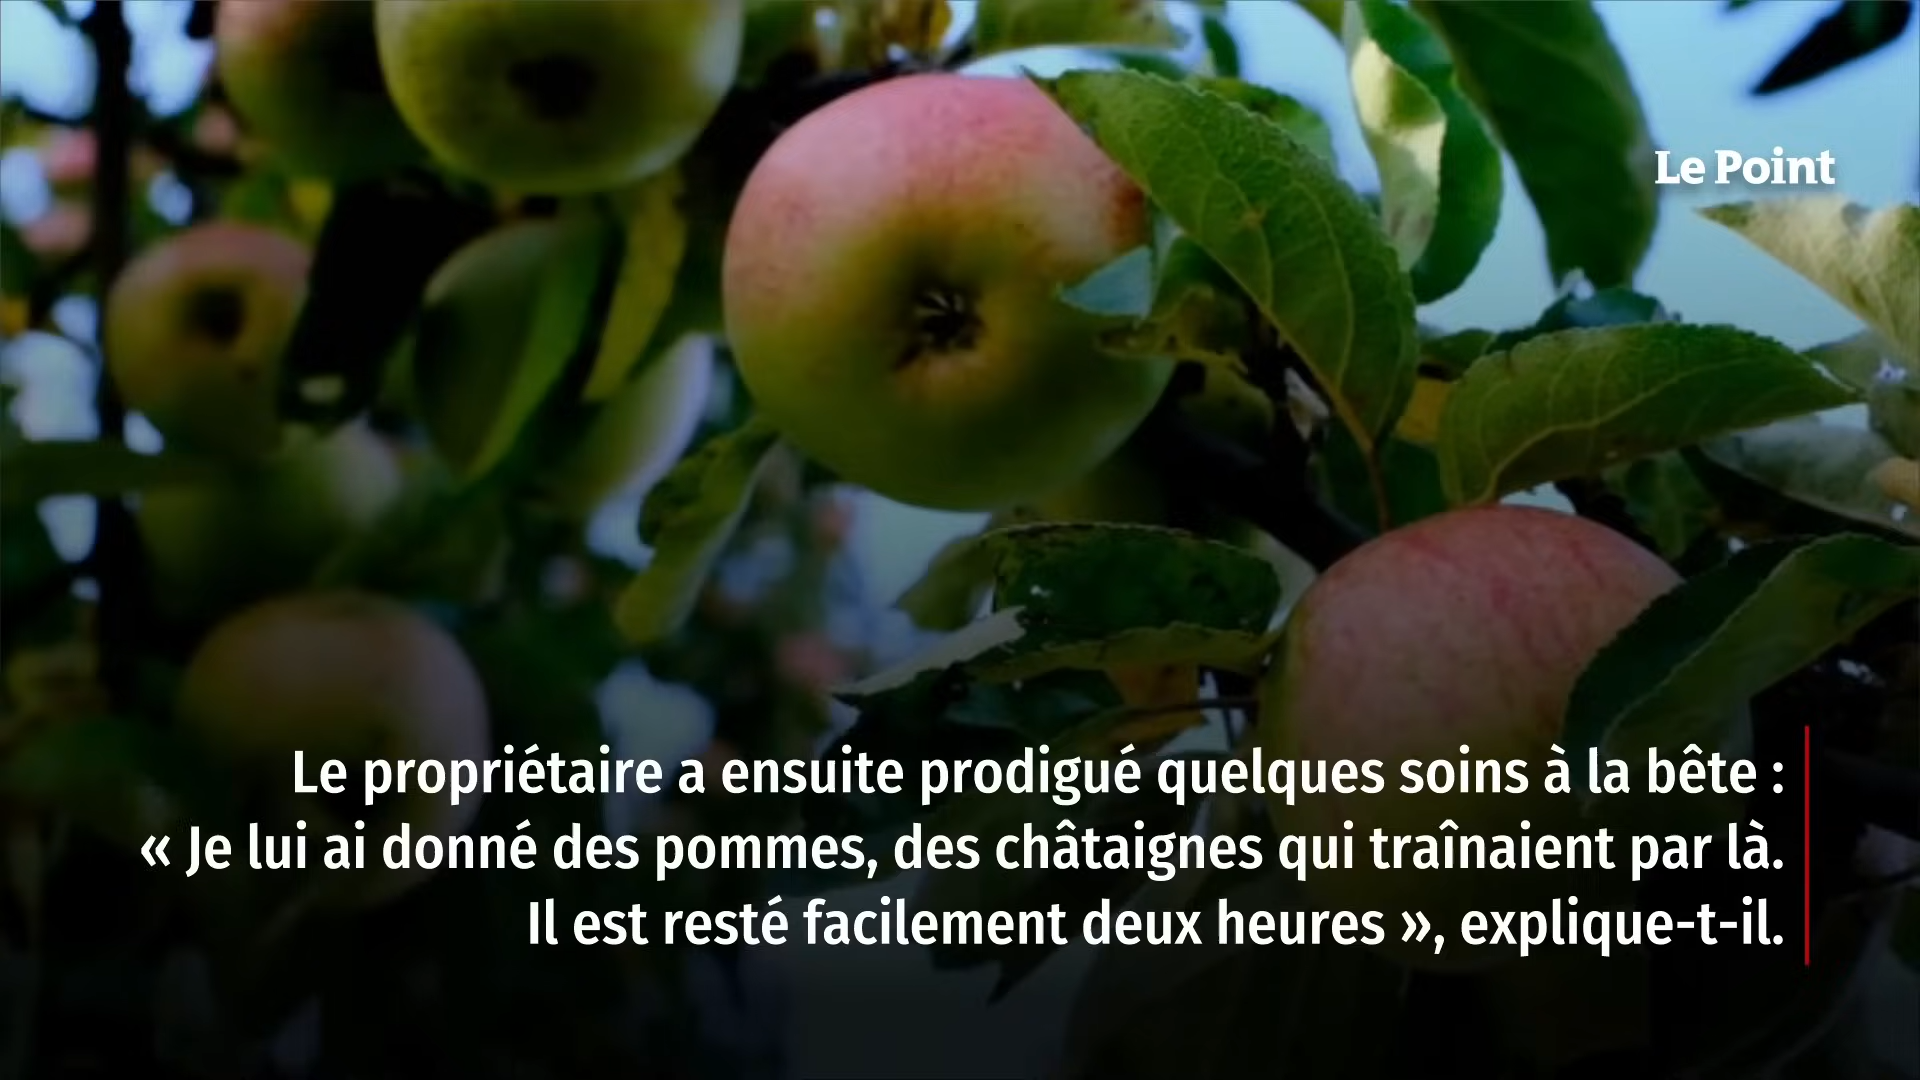 Le Point
Le propriétaire a ensuite prodigué quelques soins à la bête :
« Je lui ai donné des pommes, des châtaignes qui traînaient par là.
Il est resté facilement deux heures », explique-t-il.